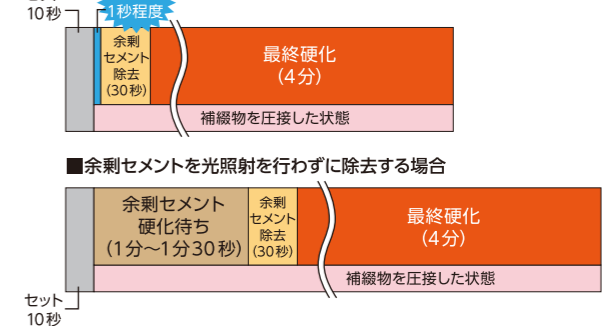 10秒
1秒程度
余剰
セメント
除去
(30秒)
最終硬化
(4分)
補綴物を圧接した状態
■余剰セメントを光照射を行わずに除去する場合
余剰セメント
硬化待ち
(1分～1分30秒)
余剰
セメント
除去
(30秒)
最終硬化
(4分)
補綴物を圧接した状態
セット
10秒